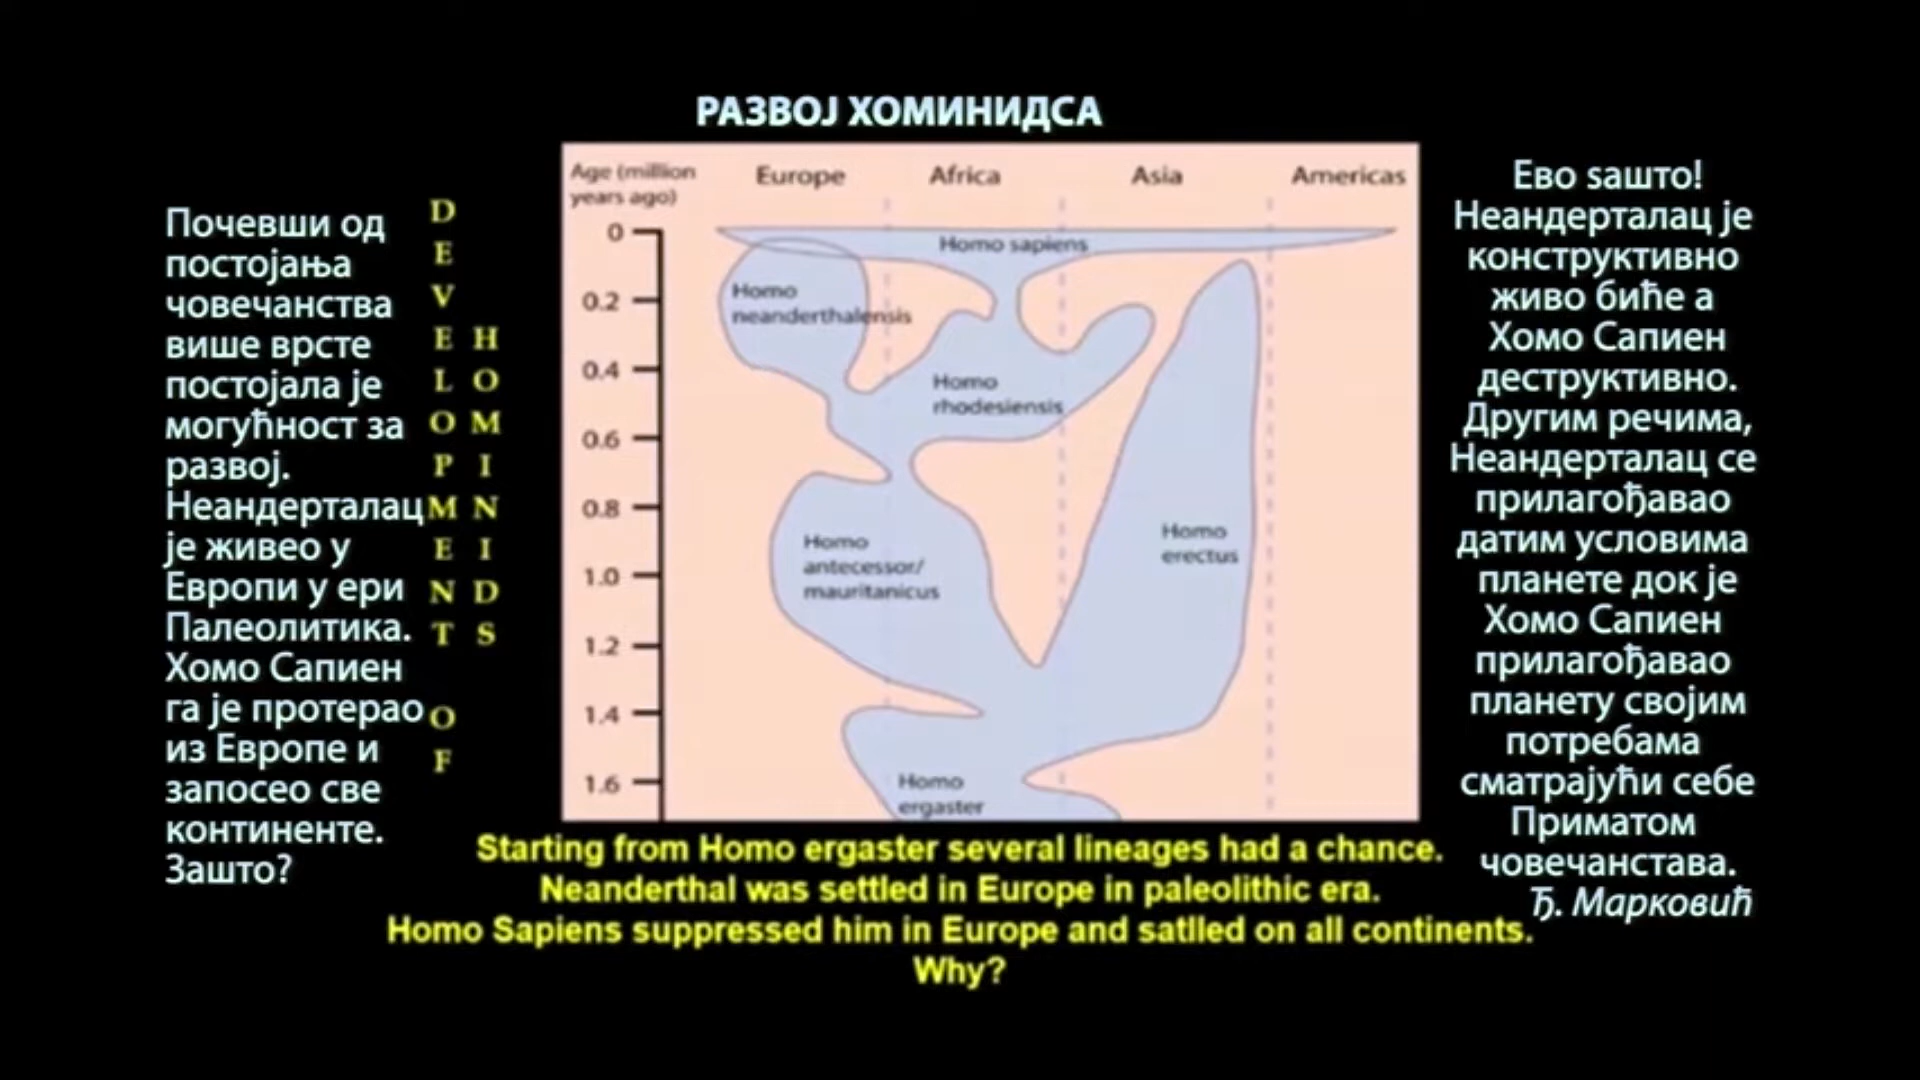 РАЗВОЈ ХОМИНИДСА
Почевши од
постојања
човечанства
више врсте
постојала је
могућност за
развој.
Неандерталац
је живео у
Европи у ери
Палеолитика.
Хомо Сапиен
га је протерао
из Европе и
запосео све
континенте.
Зашто?
DEVELOPMENT OF
HOMINIDS
Age (million
years ago)
Europe
Africa
Asia
Americas
0
0.2
0.4
0.6
0.8
1.0
1.2
1.4
1.6
Homo sapiens
Homo
neanderthalensis
Homo
rhodesiensis
Homo
erectus
Homo
antecessor/
mauritanicus
Homo
ergaster
Starting from Homo ergaster several lineages had a chance.
Neanderthal was settled in Europe in paleolithic era.
Homo Sapiens suppressed him in Europe and satlled on all continents.
Why?
Ево ѕашто!
Неандерталац је
конструктивно
живо биће а
Хомо Сапиен
деструктивно.
Другим речима,
Неандерталац се
прилагођавао
датим условима
планете док је
Хомо Сапиен
прилагођавао
планету својим
потребама
сматрајући себе
Приматом
човечанстава.
Ђ. Марковић